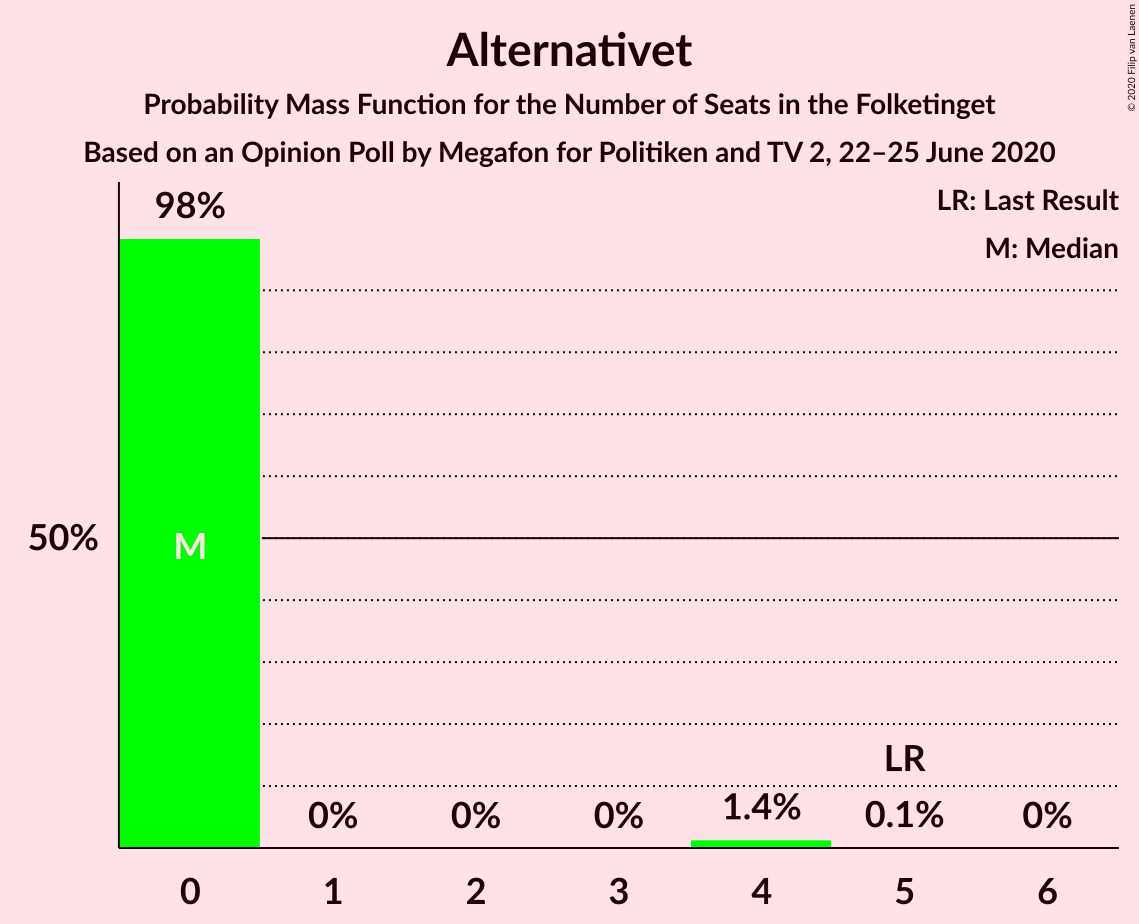 Alternativet
Probability Mass Function for the Number of Seats in the Folketinget
Based on an Opinion Poll by Megafon for Politiken and TV 2, 22–25 June 2020
© 2020 Filip van Laenen
LR: Last Result
M: Median
98%
50%
M
LR
0%
0%
0%
1.4%
0.1%
0%
0
1
2
3
4
5
6